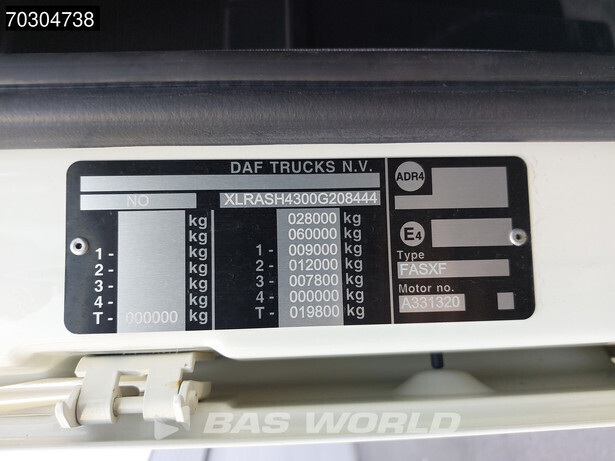 70304738
DAF TRUCKS N.V.
NO XLRASH4300G208444
kg 028000 kg
kg 060000 kg
1 - kg 1 - 009000 kg
2 - kg 2 - 012000 kg
3 - kg 3 - 007800 kg
4 - kg 4 - 000000 kg
T - 000000 kg T - 019800 kg
ADR4
E4
Type
FASXF
Motor no.
A331320
BAS WORLD